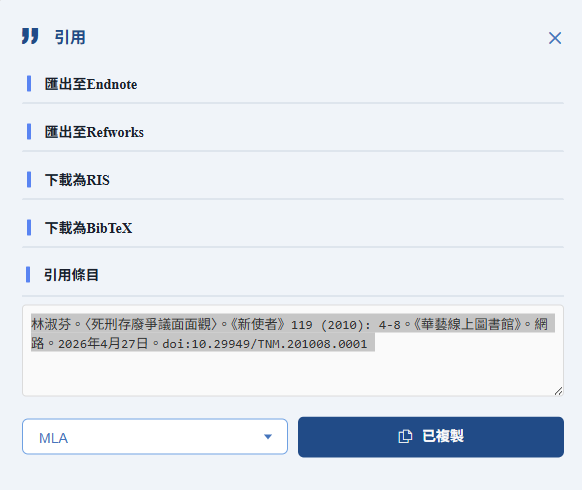 引用
匯出至Endnote
匯出至Refworks
下載為RIS
下載為BibTeX
引用條目
林淑芬。〈死刑存廢爭議面面觀〉。《新使者》119 (2010): 4-8。《華藝線上圖書館》。網
路。2026年4月27日。doi:10.29949/TNM.201008.0001
MLA
已複製